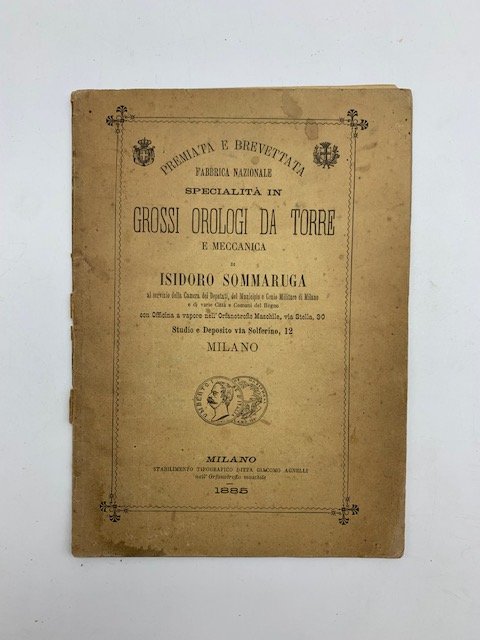 PREMIATA E BREVETTATA
FABBRICA NAZIONALE
SPECIALITÀ IN
GROSSI OROLOGI DA TORRE
E MECCANICA
DI
ISIDORO SOMMARUGA
al servizio della Camera dei Deputati, del Municipio e Genio Militare di Milano
e di varie Città e Comuni del Regno
con Officina a vapore nell'Orfanotrofio Maschile, via Stella, 30
Studio e Deposito via Solferino, 12
MILANO
UMBERTO I
MILANO
STABILIMENTO TIPOGRAFICO DITTA GIACOMO AGNELLI
nell'Orfanotrofio maschile
1885